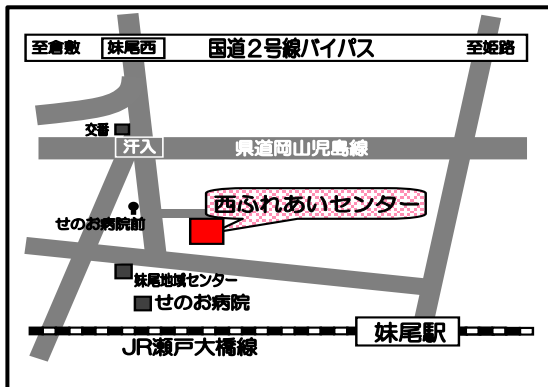 至倉敷
妹尾西
国道2号線バイパス
至姫路
交番
汗入
県道岡山児島線
西ふれあいセンター
せのお病院前
妹尾地域センター
せのお病院
妹尾駅
JR瀬戸大橋線